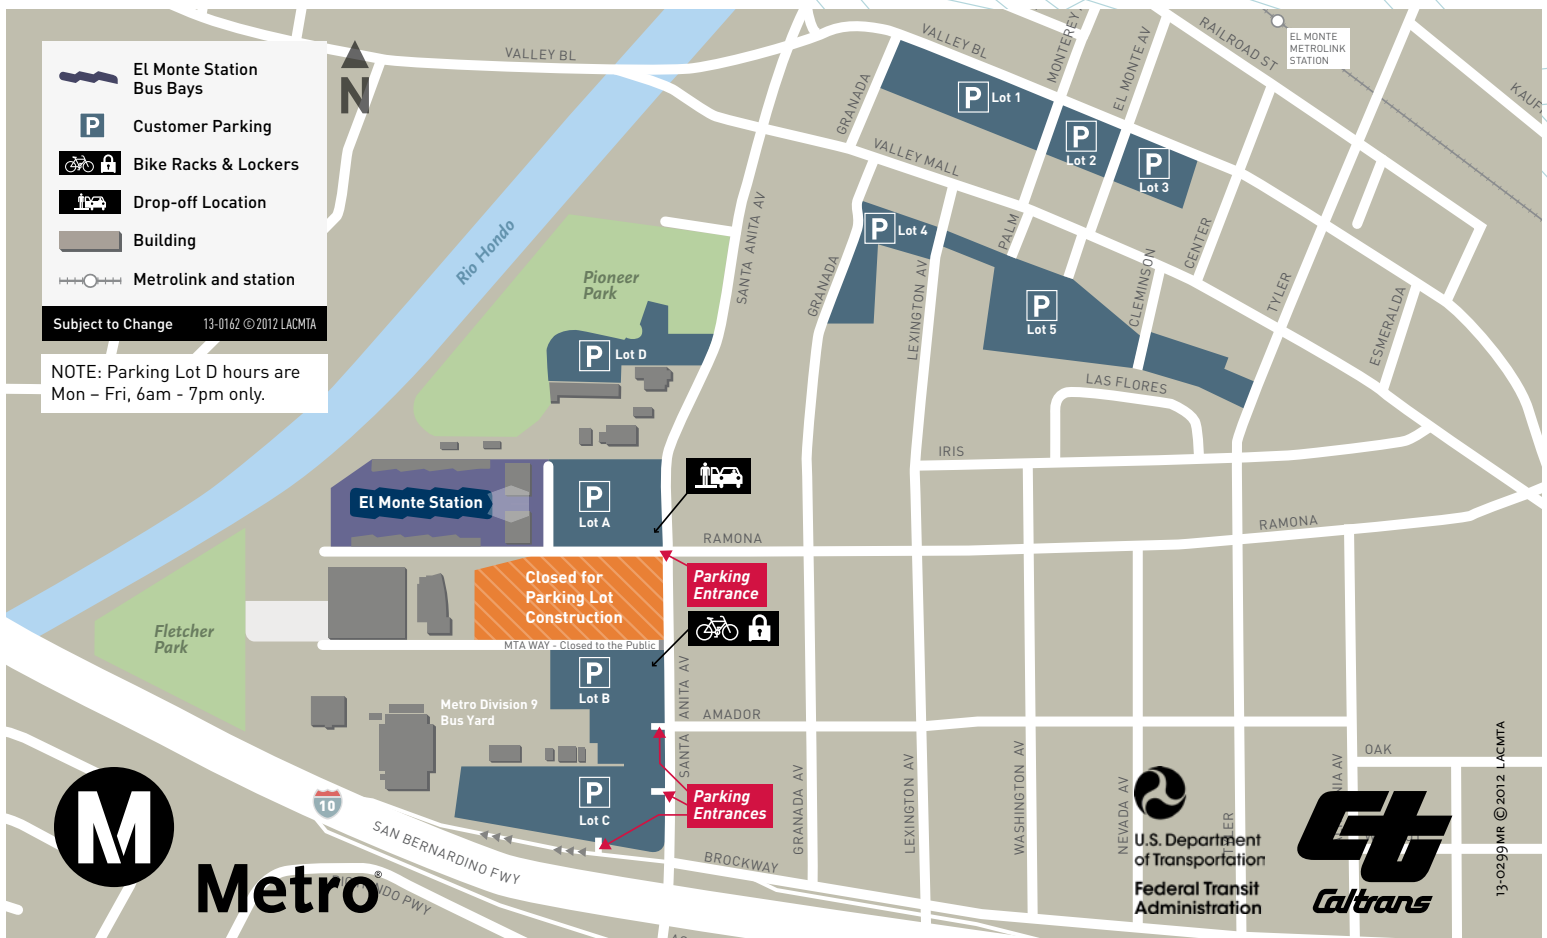 El Monte Station
Bus Bays
P
Customer Parking
Bike Racks & Lockers
Drop-off Location
Building
Metrolink and station
Subject to Change
13-0162 ©2012 LACMTA
NOTE: Parking Lot D hours are
Mon – Fri, 6am - 7pm only.
N
VALLEY BL
VALLEY BL
MONTEREY
EL MONTE AV
RAILROAD ST
EL MONTE
METROLINK
STATION
GRANADA
P Lot 1
P
Lot 2
P
Lot 3
VALLEY MALL
Rio Hondo
Pioneer
Park
SANTA ANITA AV
P Lot 4
PALM
CENTER
GRANADA
LEXINGTON AV
CLEMINSON
TYLER
ESMERALDA
P
Lot 5
P Lot D
LAS FLORES
IRIS
El Monte Station
P
Lot A
RAMONA
RAMONA
Closed for
Parking Lot
Construction
Parking
Entrance
Fletcher
Park
MTA WAY - Closed to the Public
P
Lot B
SANTA ANITA AV
AMADOR
Metro Division 9
Bus Yard
OAK
P
Lot C
Parking
Entrances
GRANADA AV
LEXINGTON AV
WASHINGTON AV
NEVADA AV
TYLER
10
SAN BERNARDINO FWY
BROCKWAY
PWY
M
Metro®
U.S. Department
of Transportation
Federal Transit
Administration
ct
Caltrans
13-0299MR ©2012 LACMTA